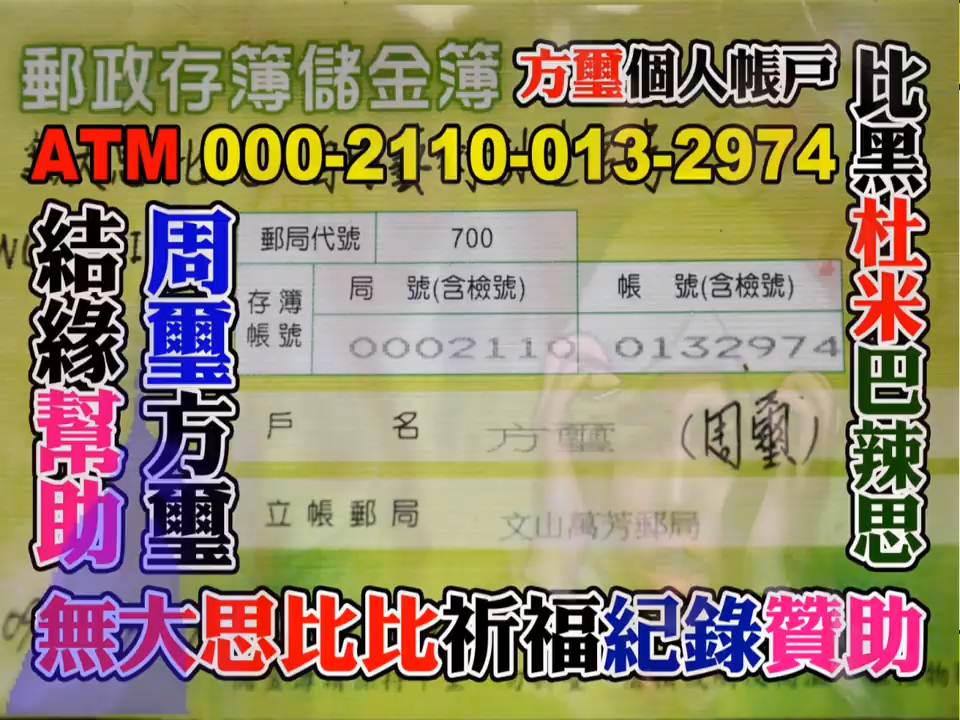 郵政存簿儲金簿 方璽個人帳戶
ATM 000-2110-013-2974
比黑杜米巴辣思
結緣幫助
周璽方璽
郵局代號 700
存簿帳號
局 號(含檢號) 帳 號(含檢號)
0002110 0132974
戶 名 方璽 (周璽)
立帳郵局 文山萬芳郵局
無大思比比祈福紀錄贊助